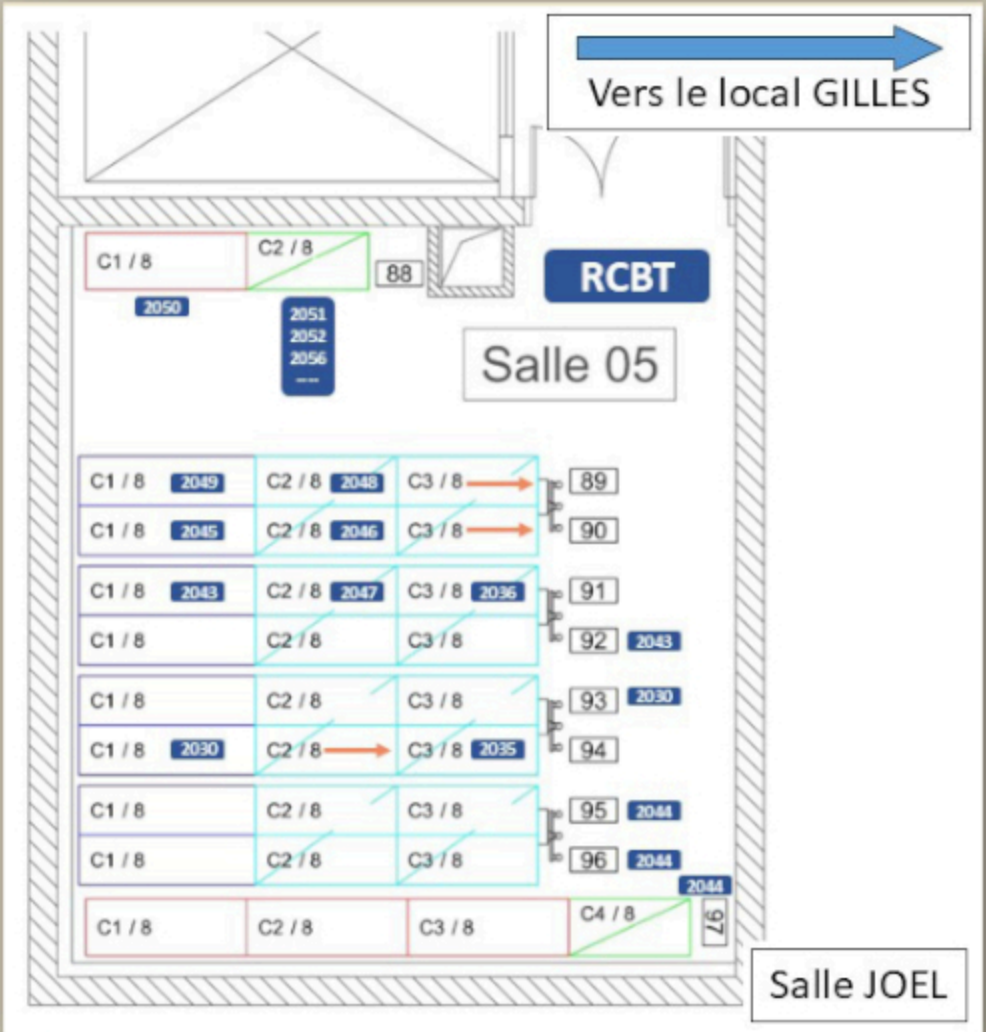 Vers le local GILLES
C1 / 8
C2 / 8
88
RCBT
2050
2051
2052
2056
----
Salle 05
C1 / 8 2049 C2 / 8 2048 C3 / 8 89
C1 / 8 2045 C2 / 8 2046 C3 / 8 90
C1 / 8 2043 C2 / 8 2047 C3 / 8 2036 91
C1 / 8 C2 / 8 C3 / 8 92 2043
C1 / 8 C2 / 8 C3 / 8 93 2030
C1 / 8 2030 C2 / 8 C3 / 8 2035 94
C1 / 8 C2 / 8 C3 / 8 95 2044
C1 / 8 C2 / 8 C3 / 8 96 2044
2044
C1 / 8 C2 / 8 C3 / 8 C4 / 8 97
Salle JOEL